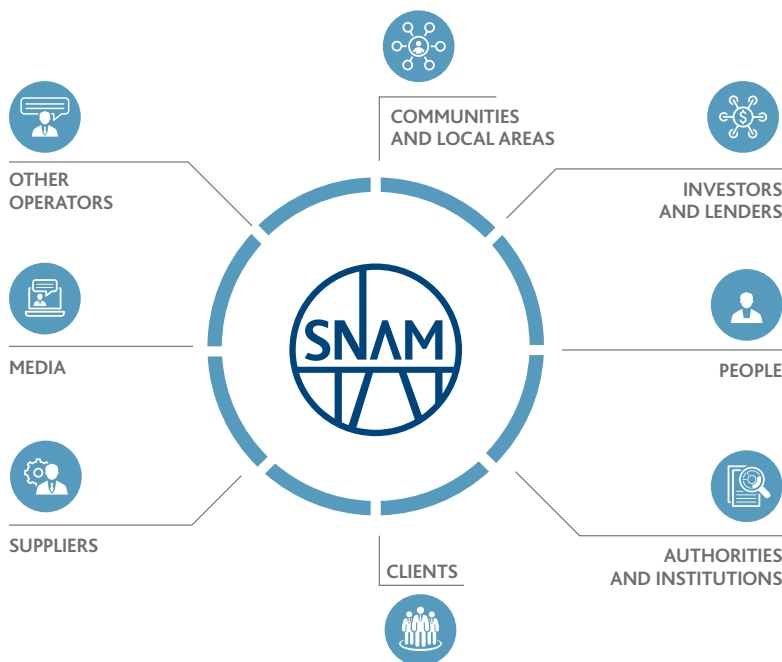 COMMUNITIES
AND LOCAL AREAS
OTHER
OPERATORS
INVESTORS
AND LENDERS
SNAM
MEDIA
PEOPLE
SUPPLIERS
AUTHORITIES
AND INSTITUTIONS
CLIENTS
$